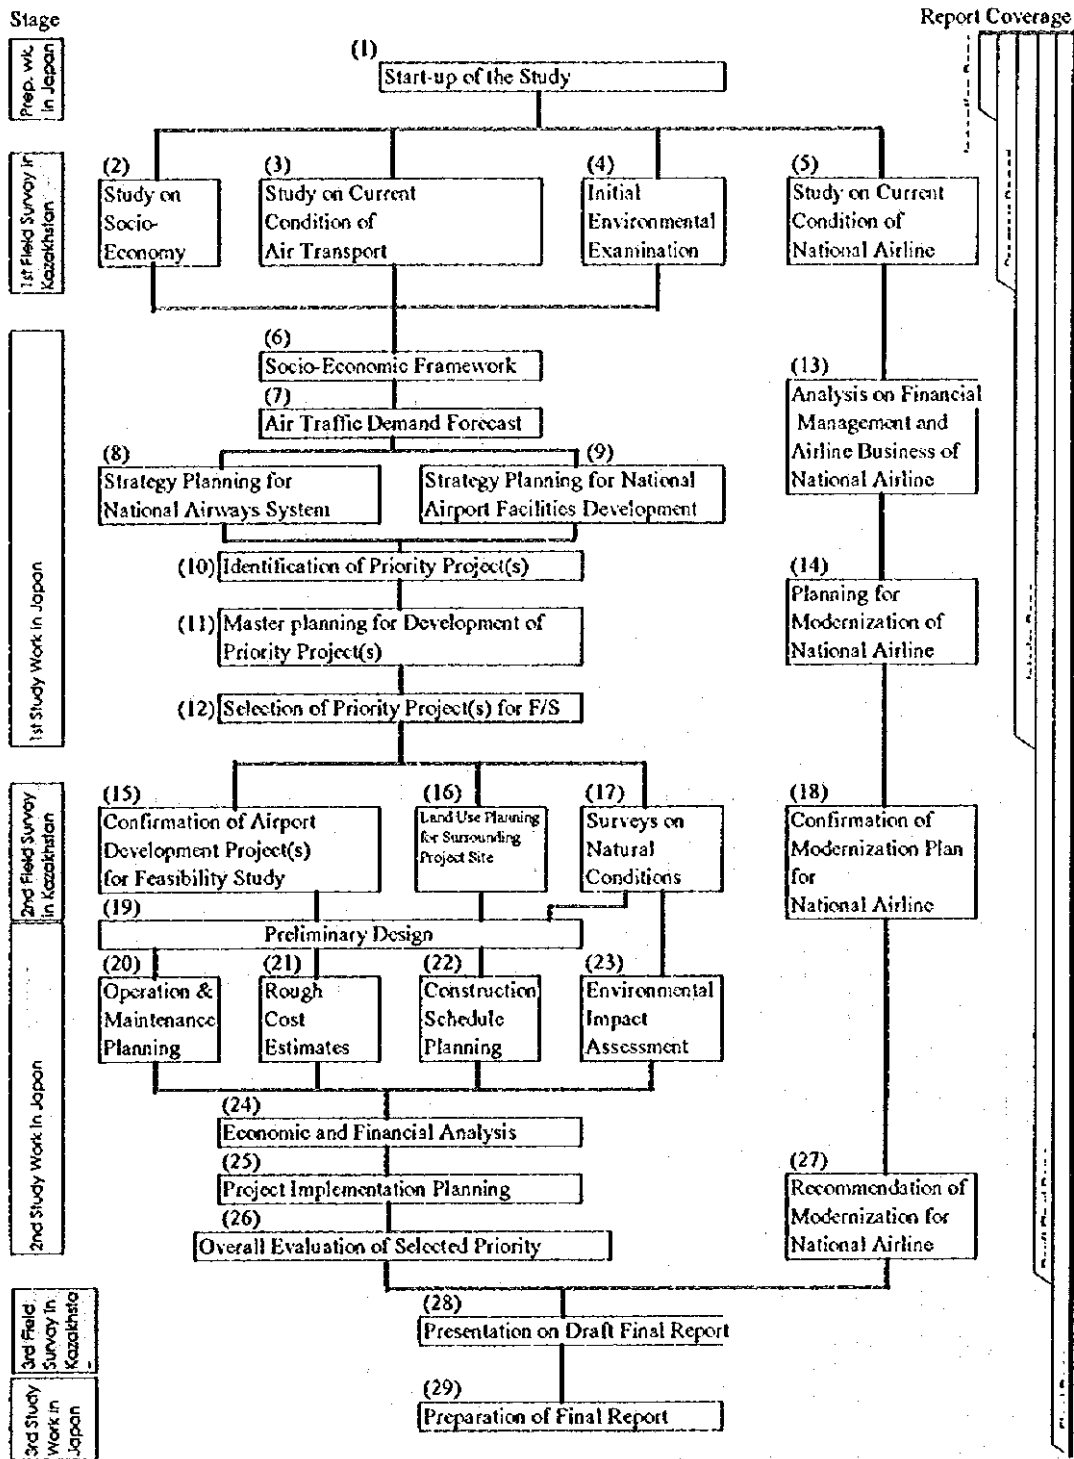 Stage
Report Coverage
Prep. wk.
in Japan
(1)
Start-up of the Study
1st Field Survay in
Kazakhstan
(2)
Study on
Socio-
Economy
(3)
Study on Current
Condition of
Air Transport
(4)
Initial
Environmental
Examination
(5)
Study on Current
Condition of
National Airline
1st Study Work in Japan
(6)
Socio-Economic Framework
(7)
Air Traffic Demand Forecast
(8)
Strategy Planning for
National Airways System
(9)
Strategy Planning for National
Airport Facilities Development
(10) Identification of Priority Project(s)
(11) Master planning for Development of
Priority Project(s)
(12) Selection of Priority Project(s) for F/S
(13)
Analysis on Financial
Management and
Airline Business of
National Airline
(14)
Planning for
Modernization of
National Airline
2nd Field Survay
in Kazakhstan
(15)
Confirmation of Airport
Development Project(s)
for Feasibility Study
(16)
Land Use Planning
for Surrounding
Project Site
(17)
Surveys on
Natural
Conditions
(18)
Confirmation of
Modernization Plan
for
National Airline
2nd Study Work In Japan
(19)
Preliminary Design
(20)
Operation &
Maintenance
Planning
(21)
Rough
Cost
Estimates
(22)
Construction
Schedule
Planning
(23)
Environmental
Impact
Assessment
(24)
Economic and Financial Analysis
(25)
Project Implementation Planning
(26)
Overall Evaluation of Selected Priority
(27)
Recommendation of
Modernization for
National Airline
3rd Field
Survay in
Kazakhsta
(28)
Presentation on Draft Final Report
3rd Study
Work in
Japan
(29)
Preparation of Final Report